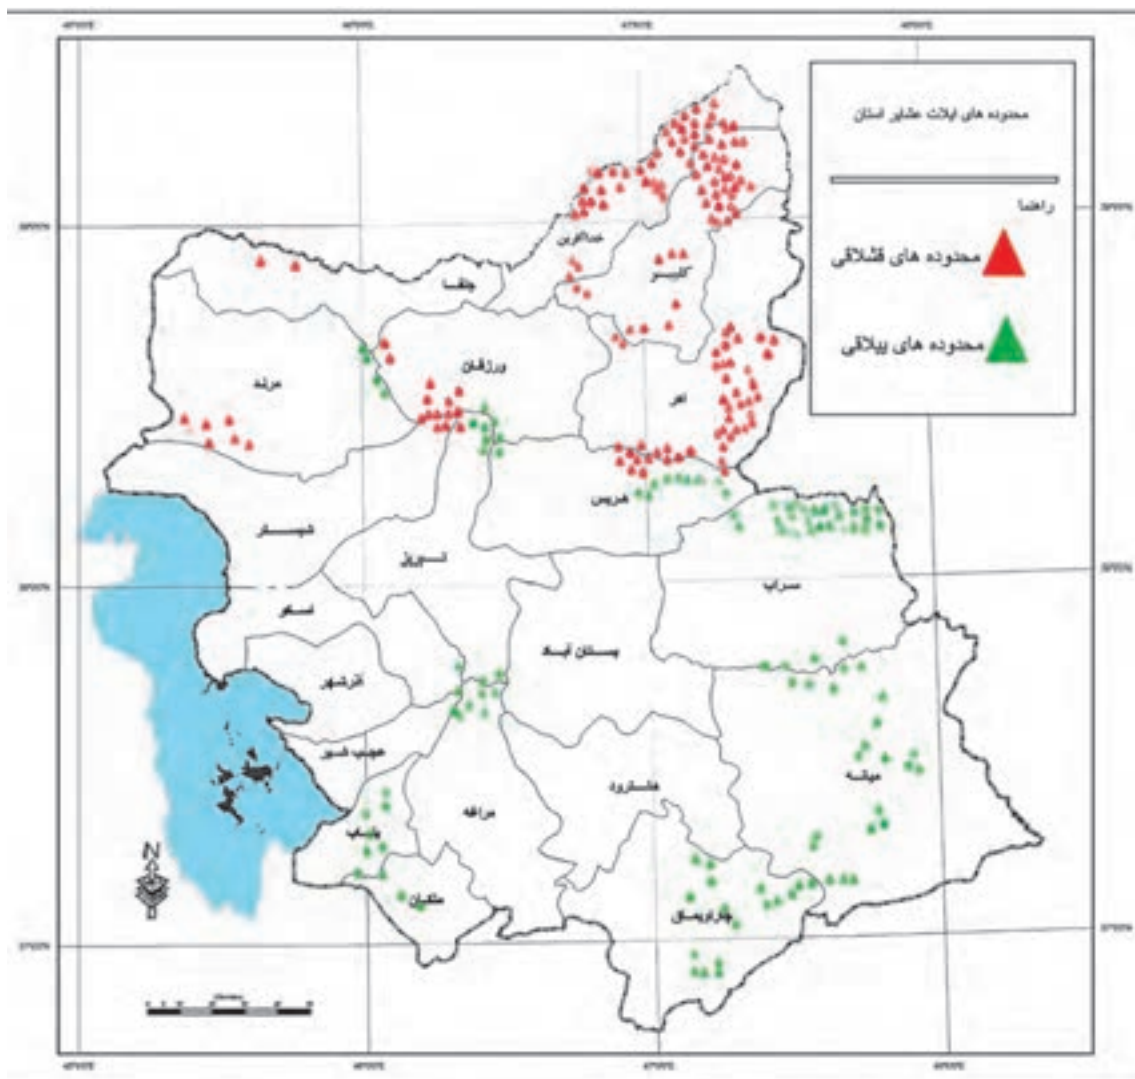 محدوده های ایلات عشایر استان
راهنما
محدوده های قشلاقی
محدوده های ییلاقی
خداآفرین
کلیبر
جلفا
ورزقان
مرند
اهر
هریس
شبستر
تبریز
سراب
اسکو
بستان آباد
آذرشهر
عجب شیر
هشترود
میانه
مراغه
بناب
ملکان
چاراویماق
N